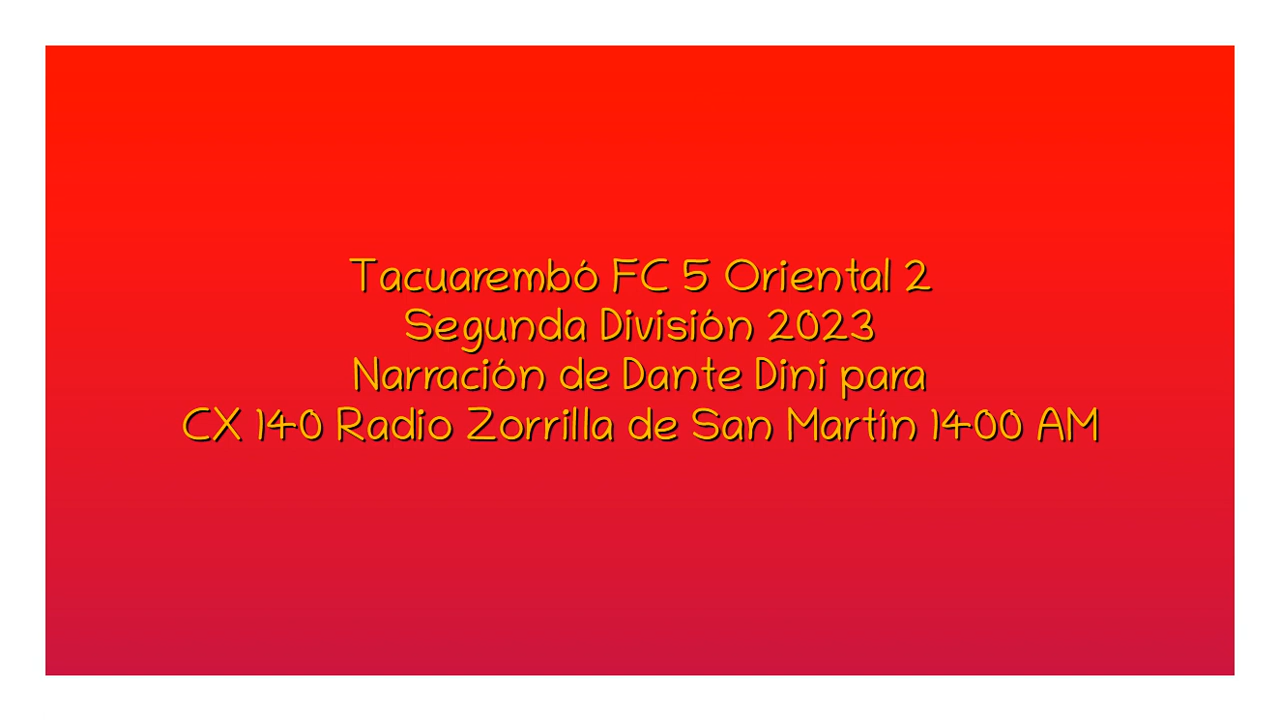 Tacuarembó FC 5 Oriental 2
Segunda División 2023
Narración de Dante Dini para
CX 140 Radio Zorrilla de San Martín 1400 AM